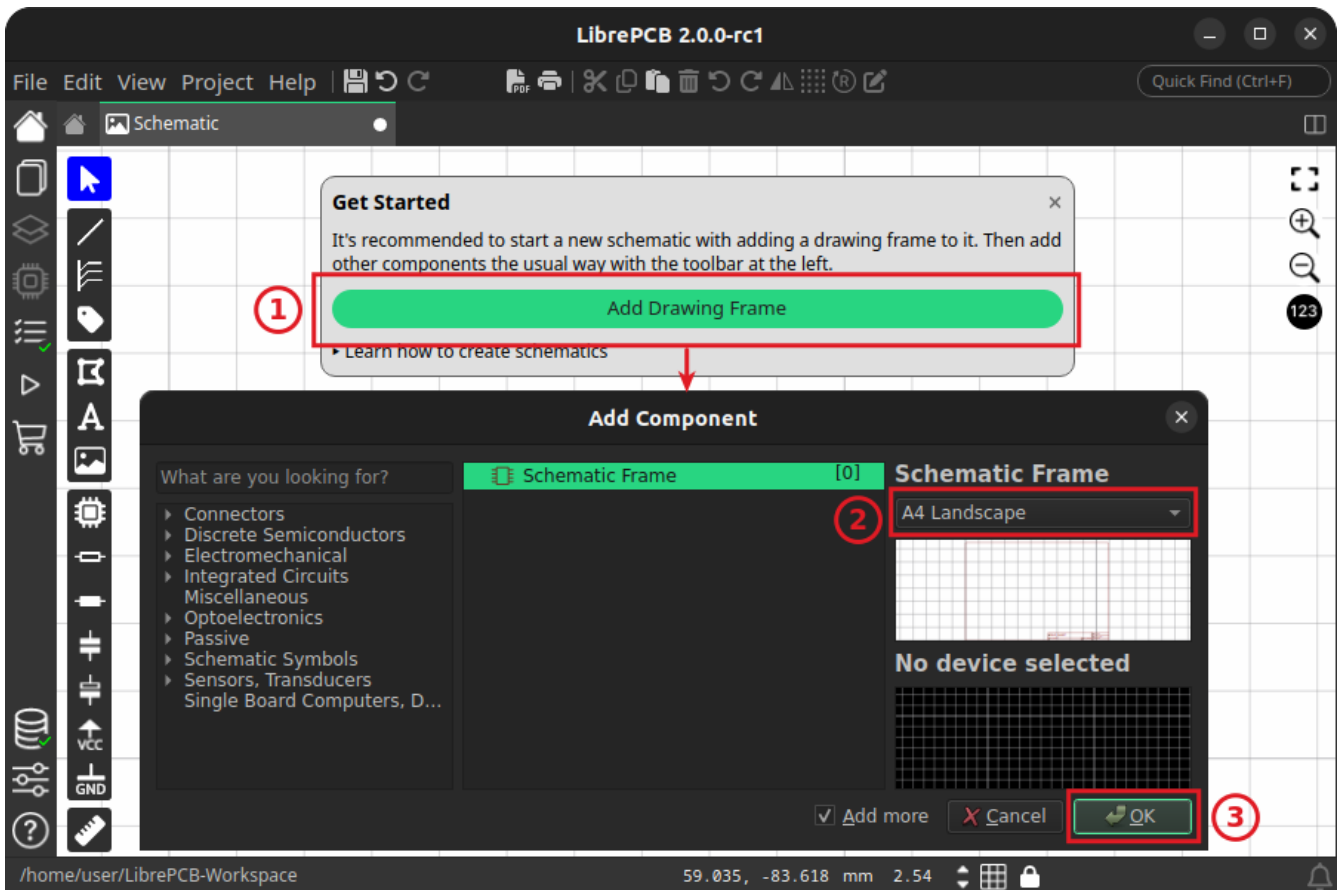 LibrePCB 2.0.0-rc1
File Edit View Project Help
PDF
R
Quick Find (Ctrl+F)
Schematic
Get Started
It's recommended to start a new schematic with adding a drawing frame to it. Then add
other components the usual way with the toolbar at the left.
1
Add Drawing Frame
123
Learn how to create schematics
A
Add Component
What are you looking for?
Schematic Frame [0]
Schematic Frame
2
A4 Landscape
Connectors
Discrete Semiconductors
Electromechanical
Integrated Circuits
Miscellaneous
Optoelectronics
Passive
Schematic Symbols
Sensors, Transducers
Single Board Computers, D...
No device selected
VCC
GND
Add more
Cancel
OK
3
?
/home/user/LibrePCB-Workspace
59.035, -83.618 mm 2.54